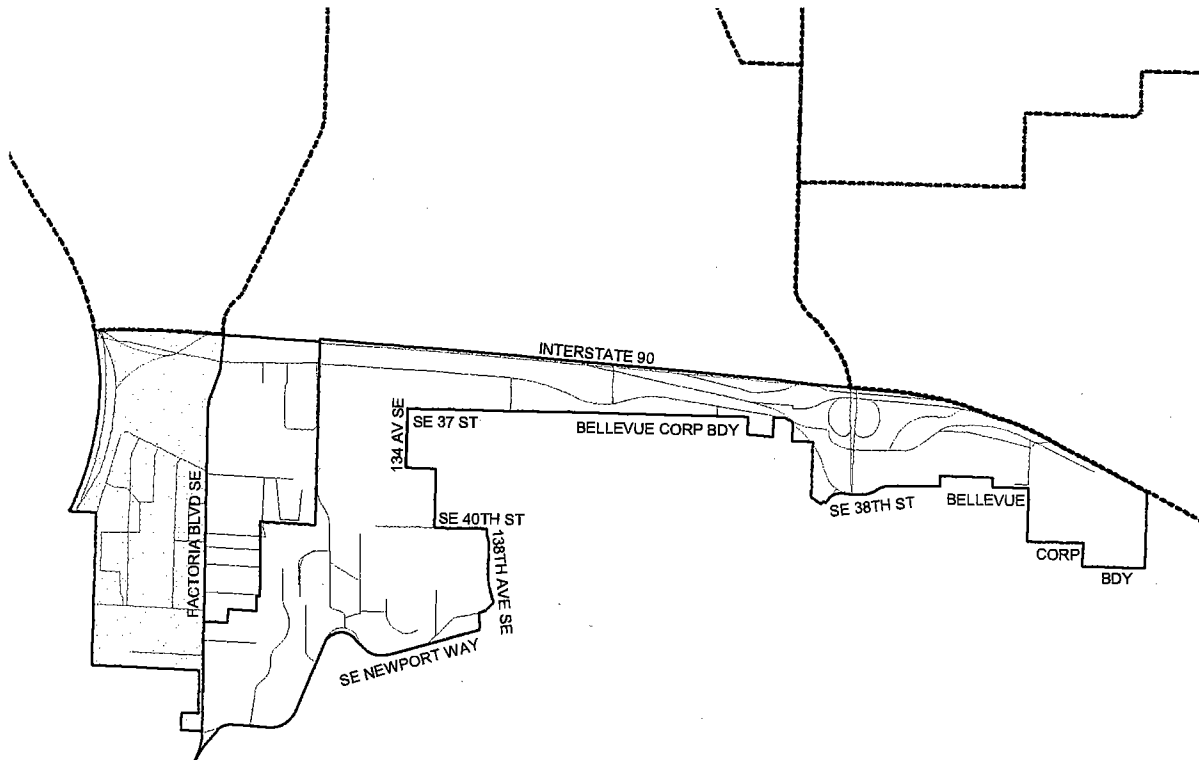 INTERSTATE 90
134 AV SE
SE 37 ST
BELLEVUE CORP BDY
FACTORIA BLVD SE
SE 40TH ST
138TH AVE SE
SE NEWPORT WAY
SE 38TH ST
BELLEVUE
CORP
BDY